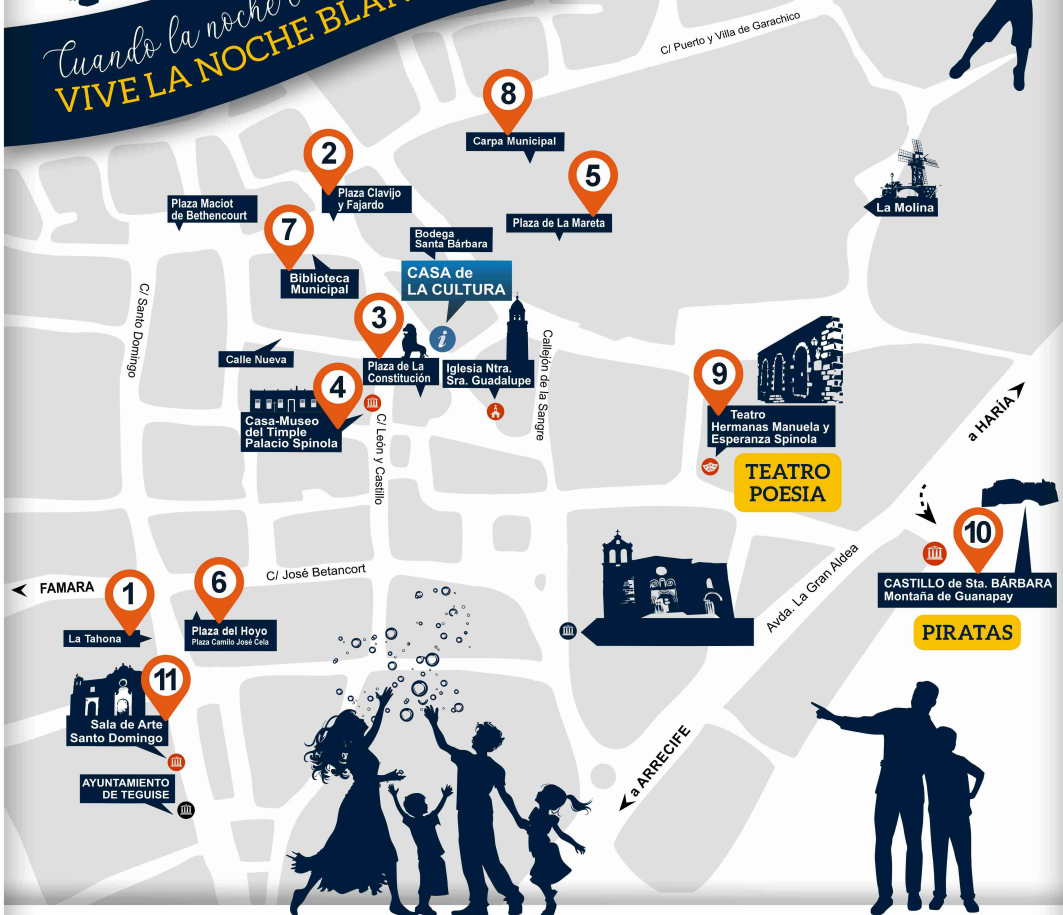 Cuando la noche
VIVE LA NOCHE BLAN
C/ Puerto y Villa de Garachico
8
Carpa Municipal
2
Plaza Clavijo
y Fajardo
5
Plaza de La Mareta
La Molina
Plaza Maciot
de Bethencourt
7
Biblioteca
Municipal
Bodega
Santa Bárbara
CASA de
LA CULTURA
i
C/ Santo Domingo
3
Plaza de La
Constitución
Iglesia Ntra.
Sra. Guadalupe
Callejón de la Sangre
Calle Nueva
4
Casa-Museo
del Timple
Palacio Spínola
C/ León y Castillo
9
Teatro
Hermanas Manuela y
Esperanza Spínola
TEATRO
POESIA
a HARÍA
10
CASTILLO de Sta. BÁRBARA
Montaña de Guanapay
PIRATAS
Avda. La Gran Aldea
C/ José Betancort
FAMARA
1
La Tahona
6
Plaza del Hoyo
Plaza Camilo José Cela
11
Sala de Arte
Santo Domingo
AYUNTAMIENTO
DE TEGUISE
a ARRECIFE